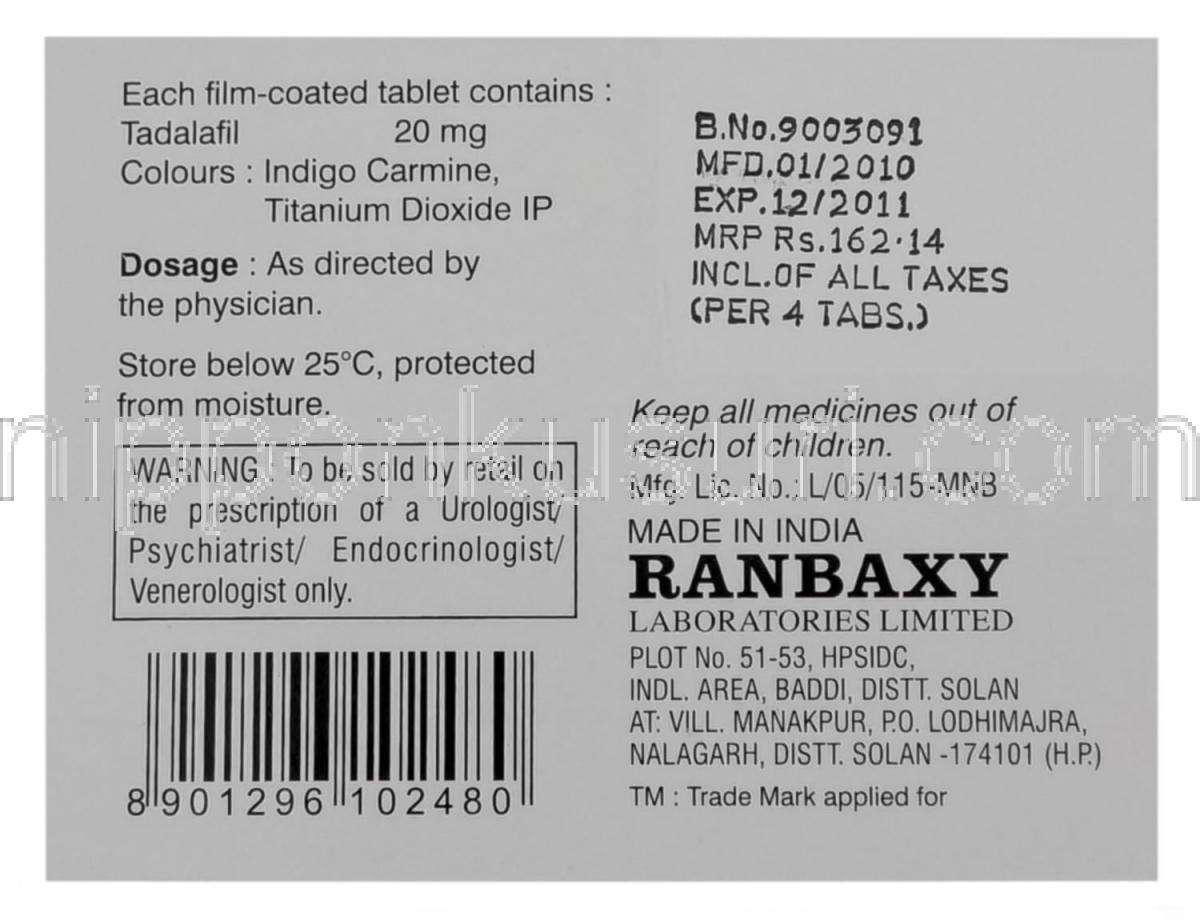 Each film-coated tablet contains :
Tadalafil 20 mg
Colours : Indigo Carmine,
Titanium Dioxide IP
Dosage : As directed by
the physician.
Store below 25°C, protected
from moisture.
WARNING : To be sold by retail on
the prescription of a Urologist/
Psychiatrist/ Endocrinologist/
Venerologist only.
8 901296 102480
B.No.9003091
MFD.01/2010
EXP.12/2011
MRP Rs.162.14
INCL.OF ALL TAXES
(PER 4 TABS.)
Keep all medicines out of
reach of children.
Mfg. Lic. No.: L/05/115-MNB
MADE IN INDIA
RANBAXY
LABORATORIES LIMITED
PLOT No. 51-53, HPSIDC,
INDL. AREA, BADDI, DISTT. SOLAN
AT: VILL. MANAKPUR, P.O. LODHIMAJRA,
NALAGARH, DISTT. SOLAN -174101 (H.P.)
TM : Trade Mark applied for
nipponkusuri.com